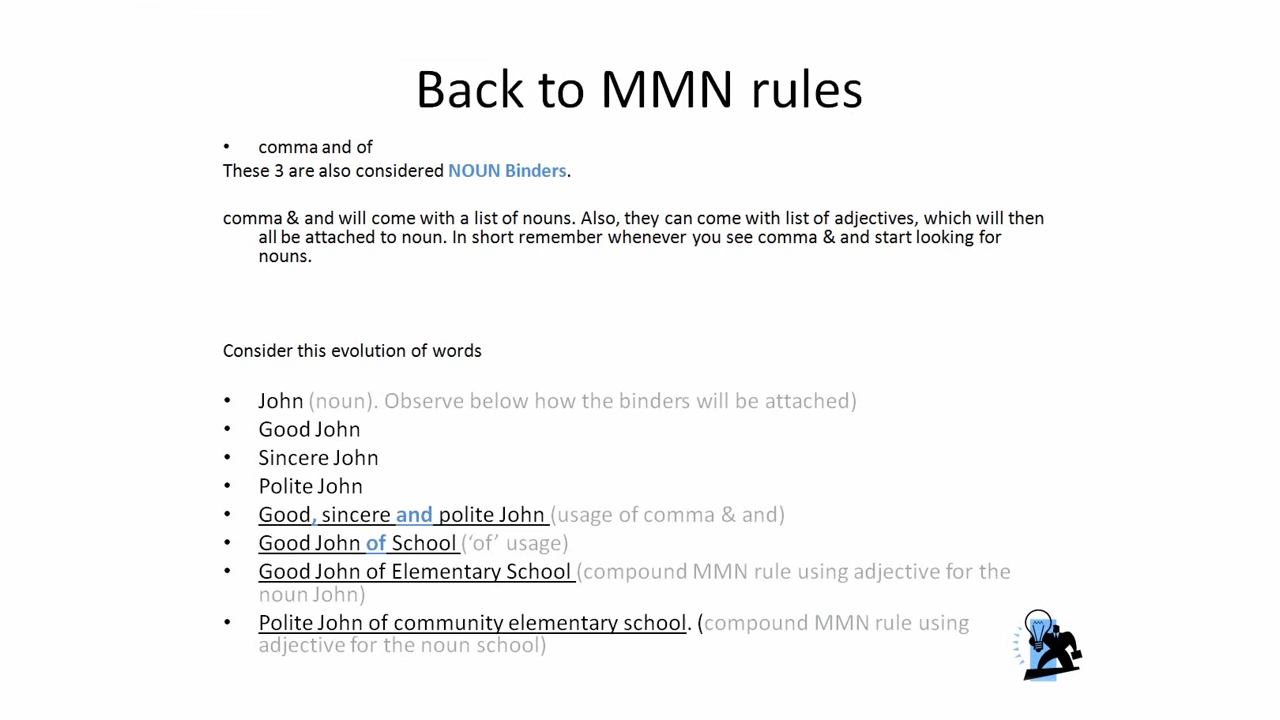 Back to MMN rules
• comma and of
These 3 are also considered NOUN Binders.
comma & and will come with a list of nouns. Also, they can come with list of adjectives, which will then
all be attached to noun. In short remember whenever you see comma & and start looking for
nouns.
Consider this evolution of words
• John (noun). Observe below how the binders will be attached)
• Good John
• Sincere John
• Polite John
• Good, sincere and polite John (usage of comma & and)
• Good John of School (‘of’ usage)
• Good John of Elementary School (compound MMN rule using adjective for the
noun John)
• Polite John of community elementary school. (compound MMN rule using
adjective for the noun school)